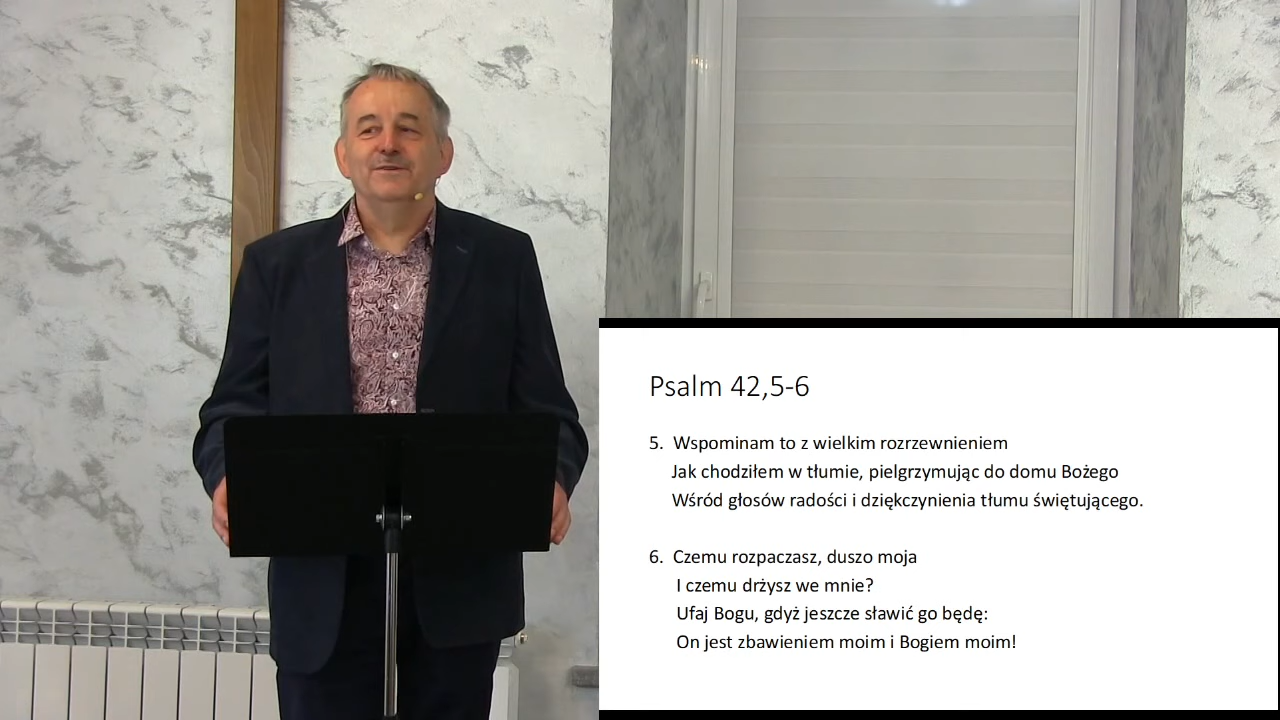 Psalm 42,5-6
5. Wspominam to z wielkim rozrzewnieniem
Jak chodziłem w tłumie, pielgrzymując do domu Bożego
Wśród głosów radości i dziękczynienia tłumu świętującego.
6. Czemu rozpaczasz, duszo moja
I czemu drżysz we mnie?
Ufaj Bogu, gdyż jeszcze sławić go będę:
On jest zbawieniem moim i Bogiem moim!